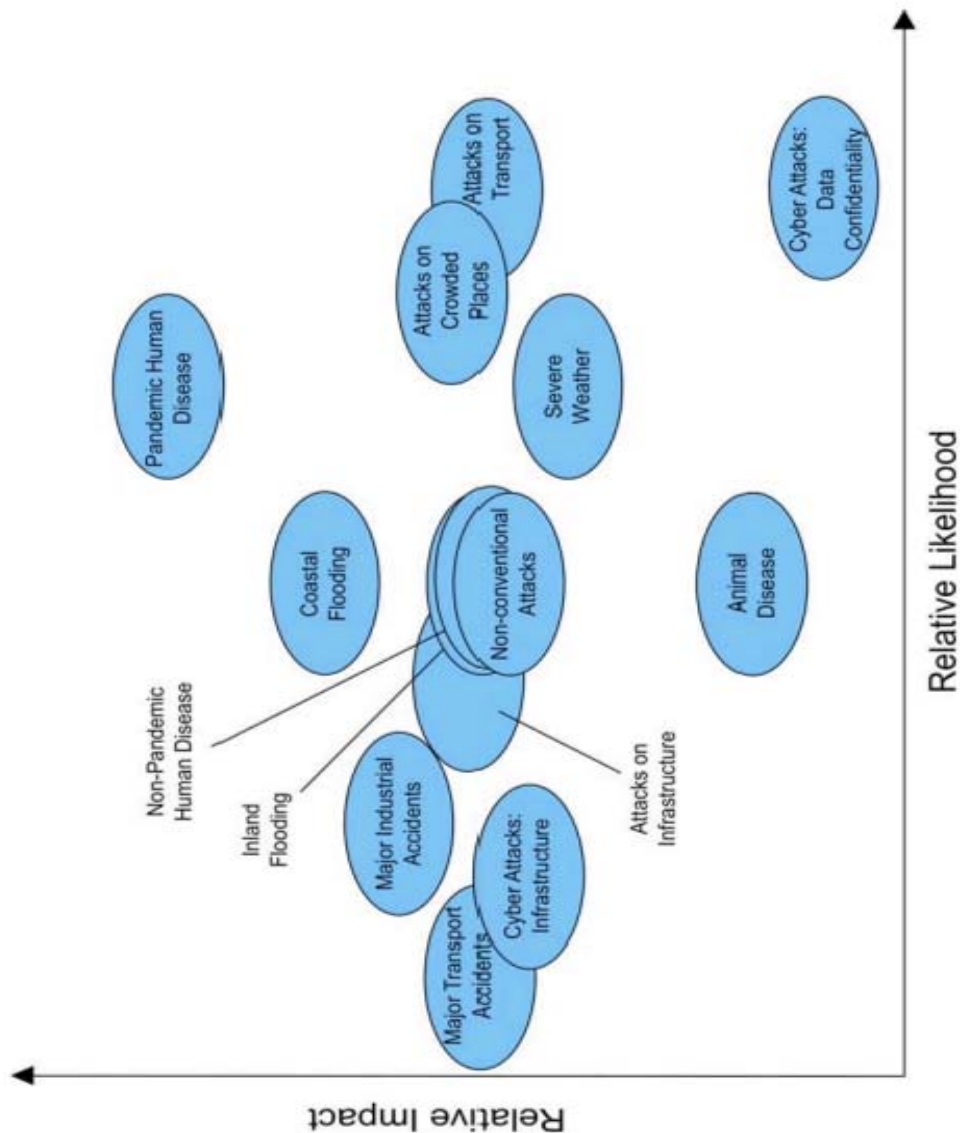 Relative Impact
Pandemic Human
Disease
Coastal
Flooding
Non-Pandemic
Human Disease
Inland
Flooding
Major Industrial
Accidents
Attacks on
Crowded
Places
Attacks on
Transport
Major Transport
Accidents
Cyber Attacks:
Infrastructure
Non-conventional
Attacks
Severe
Weather
Attacks on
Infrastructure
Animal
Disease
Cyber Attacks:
Data
Confidentiality
Relative Likelihood